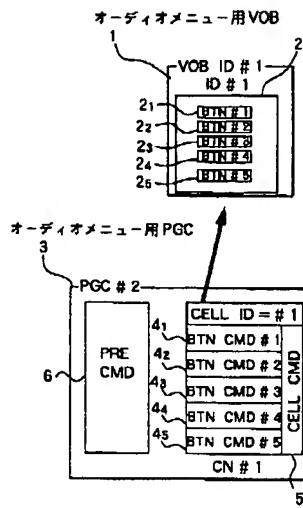 オーディオメニュー用VOB
1
2
VOB ID # 1
ID # 1
2₁ BTN # 1
2₂ BTN # 2
2₃ BTN # 3
2₄ BTN # 4
2₅ BTN # 5
オーディオメニュー用PGC
3
PGC # 2
6
PRE CMD
CELL ID = # 1
4₁ BTN CMD # 1
4₂ BTN CMD # 2
4₃ BTN CMD # 3
4₄ BTN CMD # 4
4₅ BTN CMD # 5
CELL CMD
CN # 1
5